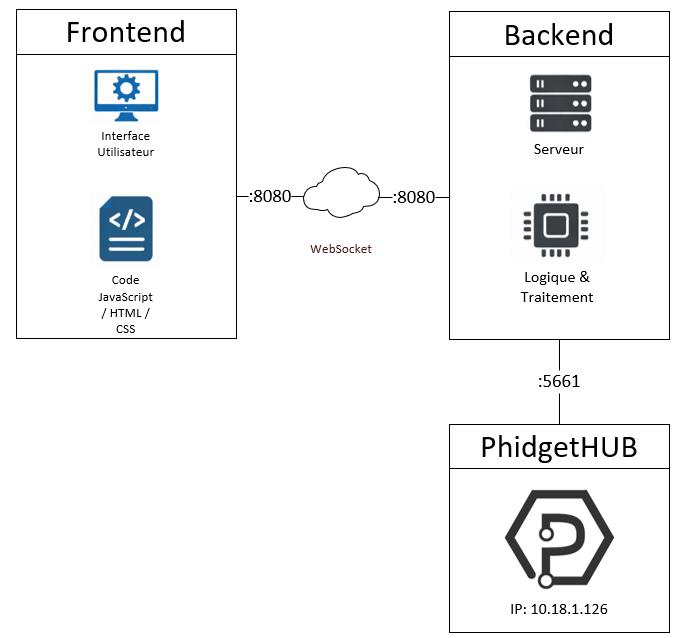 Frontend
Interface
Utilisateur
</>
Code
JavaScript
/ HTML /
CSS
:8080
:8080
WebSocket
Backend
Serveur
Logique &
Traitement
:5661
PhidgetHUB
P
IP: 10.18.1.126